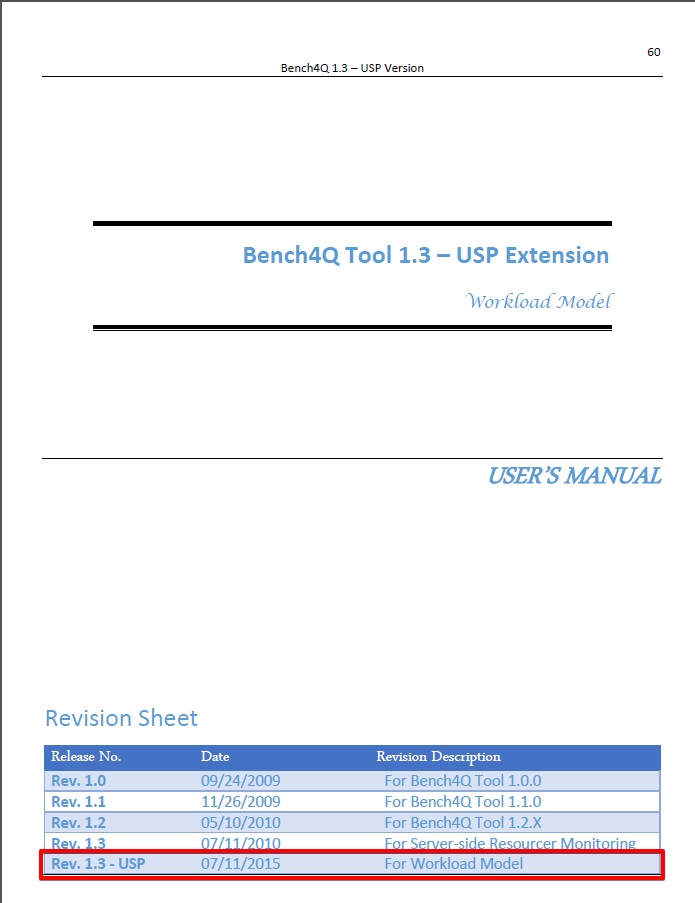 60
Bench4Q 1.3 – USP Version
Bench4Q Tool 1.3 – USP Extension
Workload Model
USER'S MANUAL
Revision Sheet
Release No. Date Revision Description
Rev. 1.0 09/24/2009 For Bench4Q Tool 1.0.0
Rev. 1.1 11/26/2009 For Bench4Q Tool 1.1.0
Rev. 1.2 05/10/2010 For Bench4Q Tool 1.2.X
Rev. 1.3 07/11/2010 For Server-side Resourcer Monitoring
Rev. 1.3 - USP 07/11/2015 For Workload Model